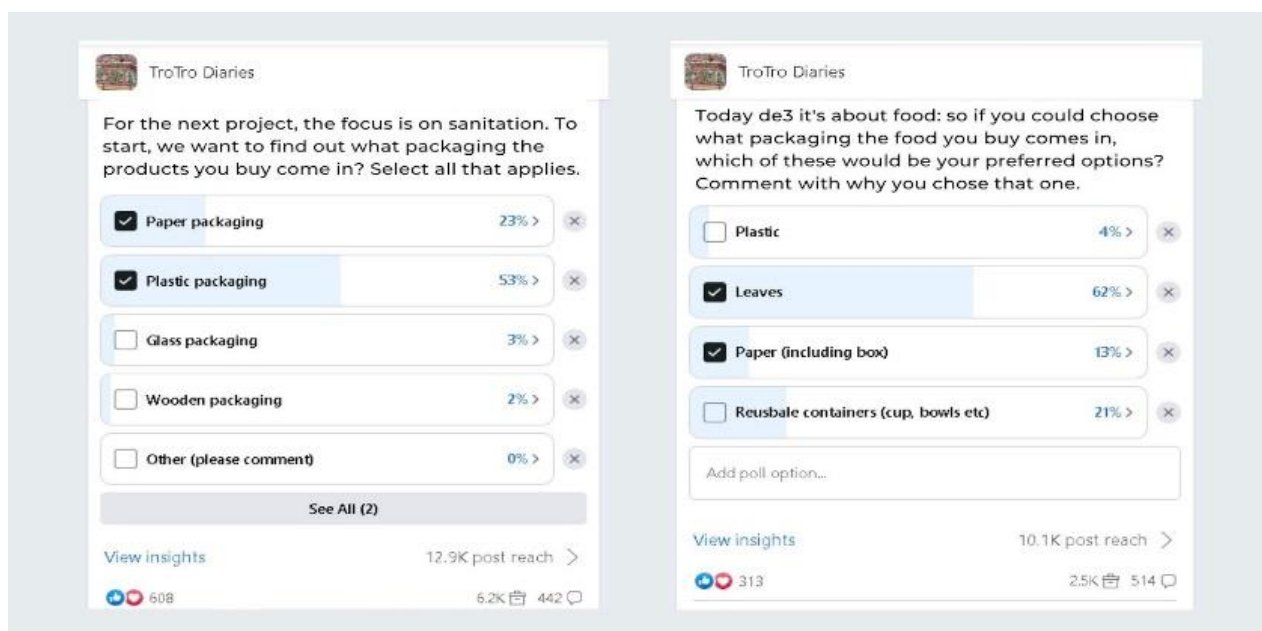 TroTro Diaries
For the next project, the focus is on sanitation. To
start, we want to find out what packaging the
products you buy come in? Select all that applies.
Paper packaging 23% >
Plastic packaging 53% >
Glass packaging 3% >
Wooden packaging 2% >
Other (please comment) 0% >
See All (2)
View insights 12.9K post reach >
608 6.2K 442
TroTro Diaries
Today de3 it's about food: so if you could choose
what packaging the food you buy comes in,
which of these would be your preferred options?
Comment with why you chose that one.
Plastic 4% >
Leaves 62% >
Paper (including box) 13% >
Reusbale containers (cup, bowls etc) 21% >
Add poll option...
View insights 10.1K post reach >
313 2.5K 514